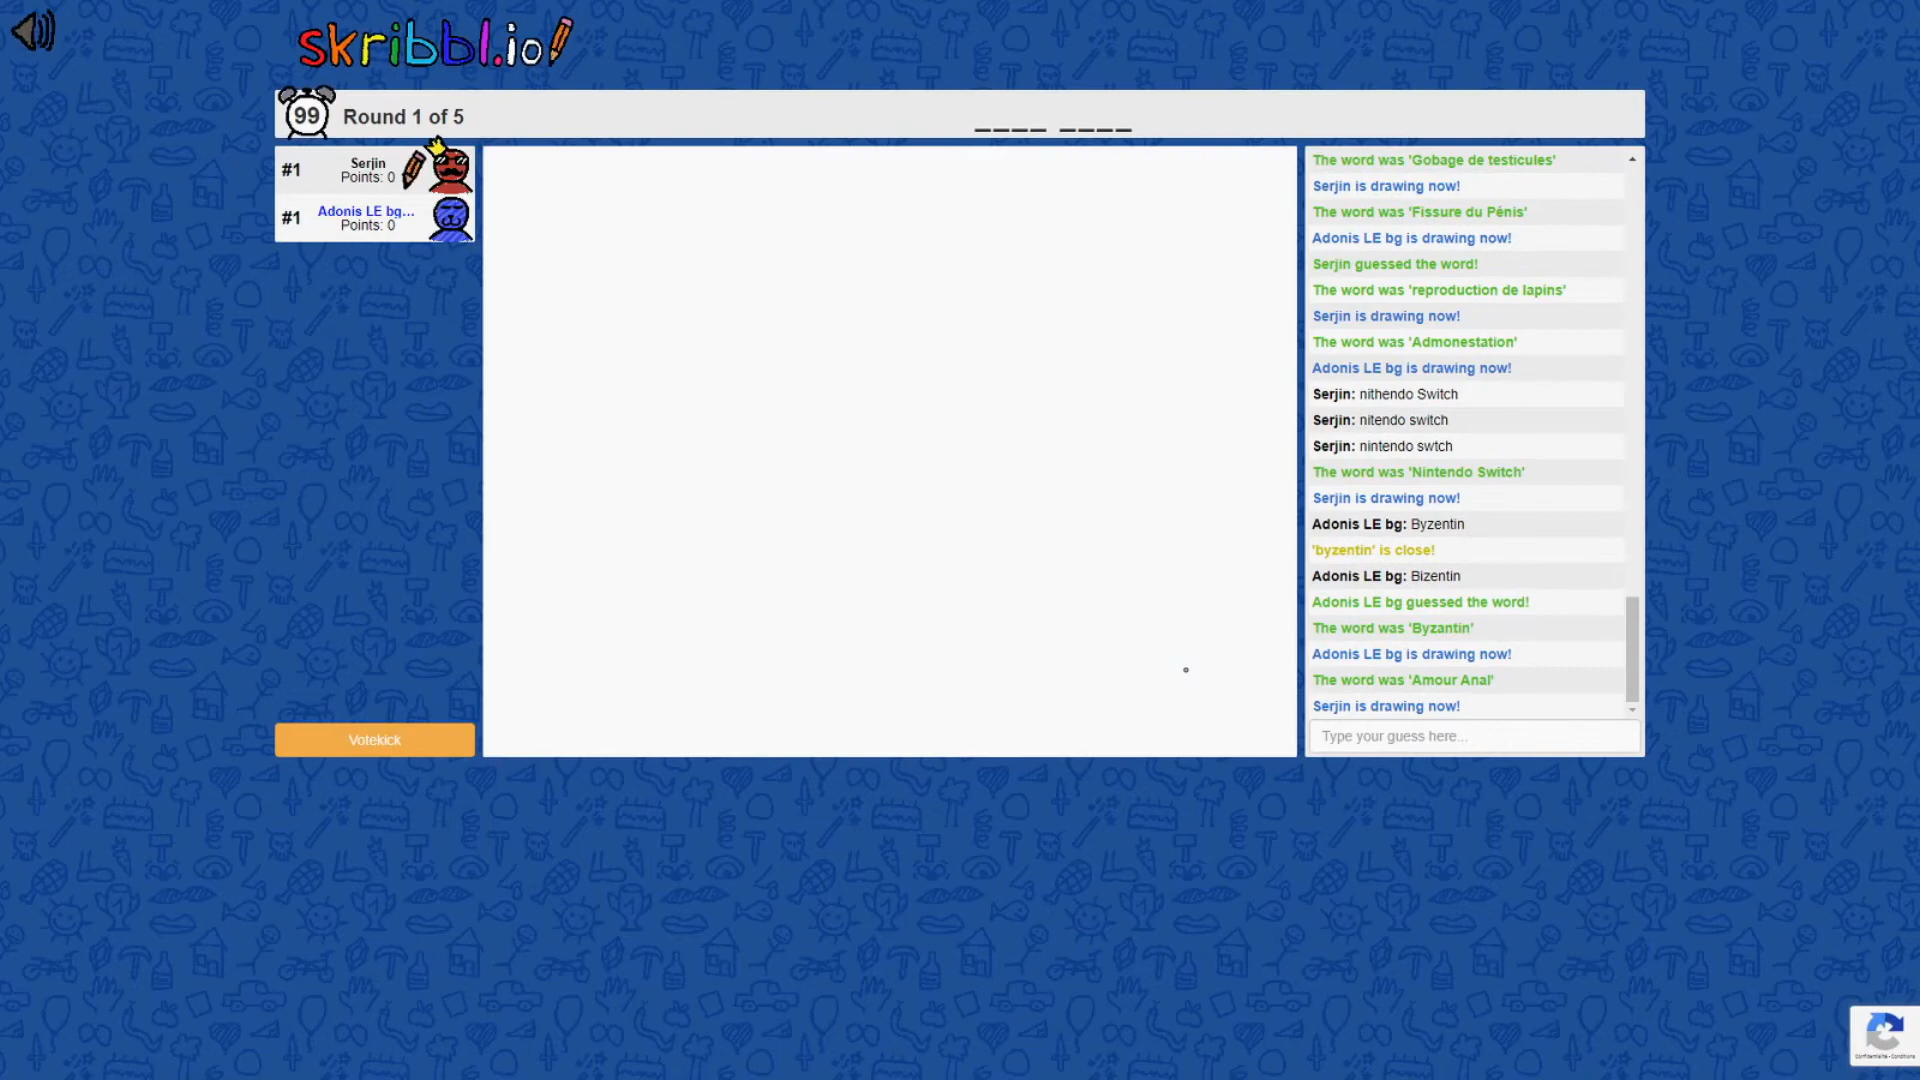 skribbl.io
99
Round 1 of 5
____ ____
#1
Serjin
Points: 0
#1
Adonis LE bg...
Points: 0
Votekick
The word was 'Gobage de testicules'
Serjin is drawing now!
The word was 'Fissure du Pénis'
Adonis LE bg is drawing now!
Serjin guessed the word!
The word was 'reproduction de lapins'
Serjin is drawing now!
The word was 'Admonestation'
Adonis LE bg is drawing now!
Serjin: nithendo Switch
Serjin: nitendo switch
Serjin: nintendo swtch
The word was 'Nintendo Switch'
Serjin is drawing now!
Adonis LE bg: Byzentin
'byzentin' is close!
Adonis LE bg: Bizentin
Adonis LE bg guessed the word!
The word was 'Byzantin'
Adonis LE bg is drawing now!
The word was 'Amour Anal'
Serjin is drawing now!
Type your guess here...
Confidentialité - Conditions